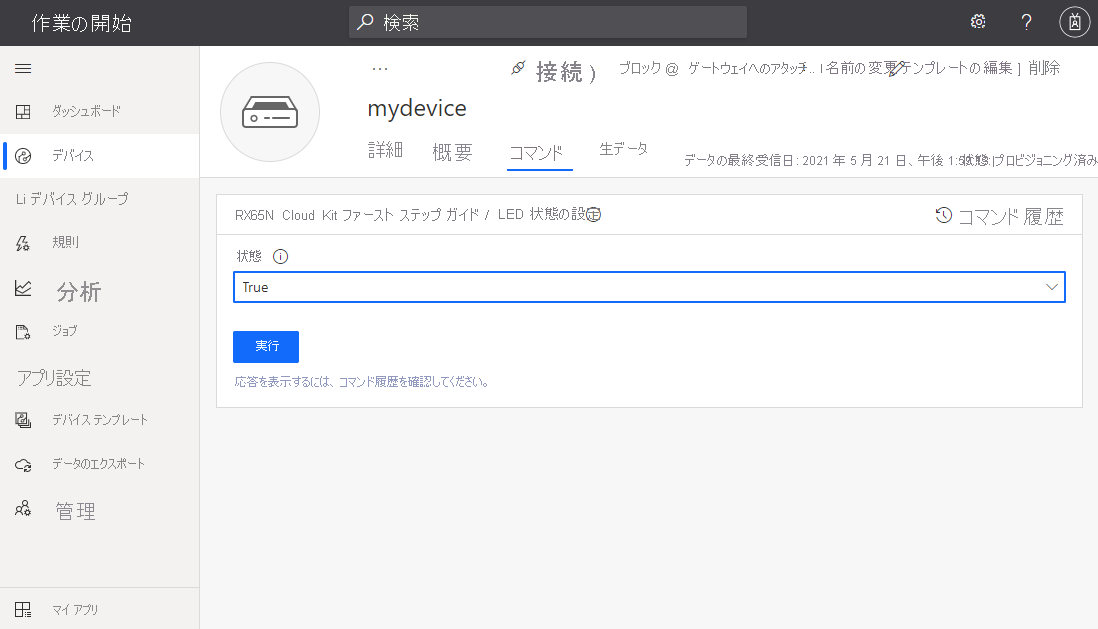 作業の開始
検索
?
ダッシュボード
デバイス
Li デバイス グループ
規則
分析
ジョブ
アプリ設定
デバイス テンプレート
データのエクスポート
管理
マイ アプリ
...
接続 )
ブロック @ ゲートウェイへのアタッチ.. I 名前の変更 テンプレートの編集 ] 削除
mydevice
詳細 概要 コマンド 生データ
データの最終受信日: 2021 年 5 月 21 日、午後 1:5 状態:プロビジョニング済み
RX65N Cloud Kit ファースト ステップ ガイド / LED 状態の設定
コマンド 履歴
状態
True
実行
応答を表示するには、コマンド履歴を確認してください。